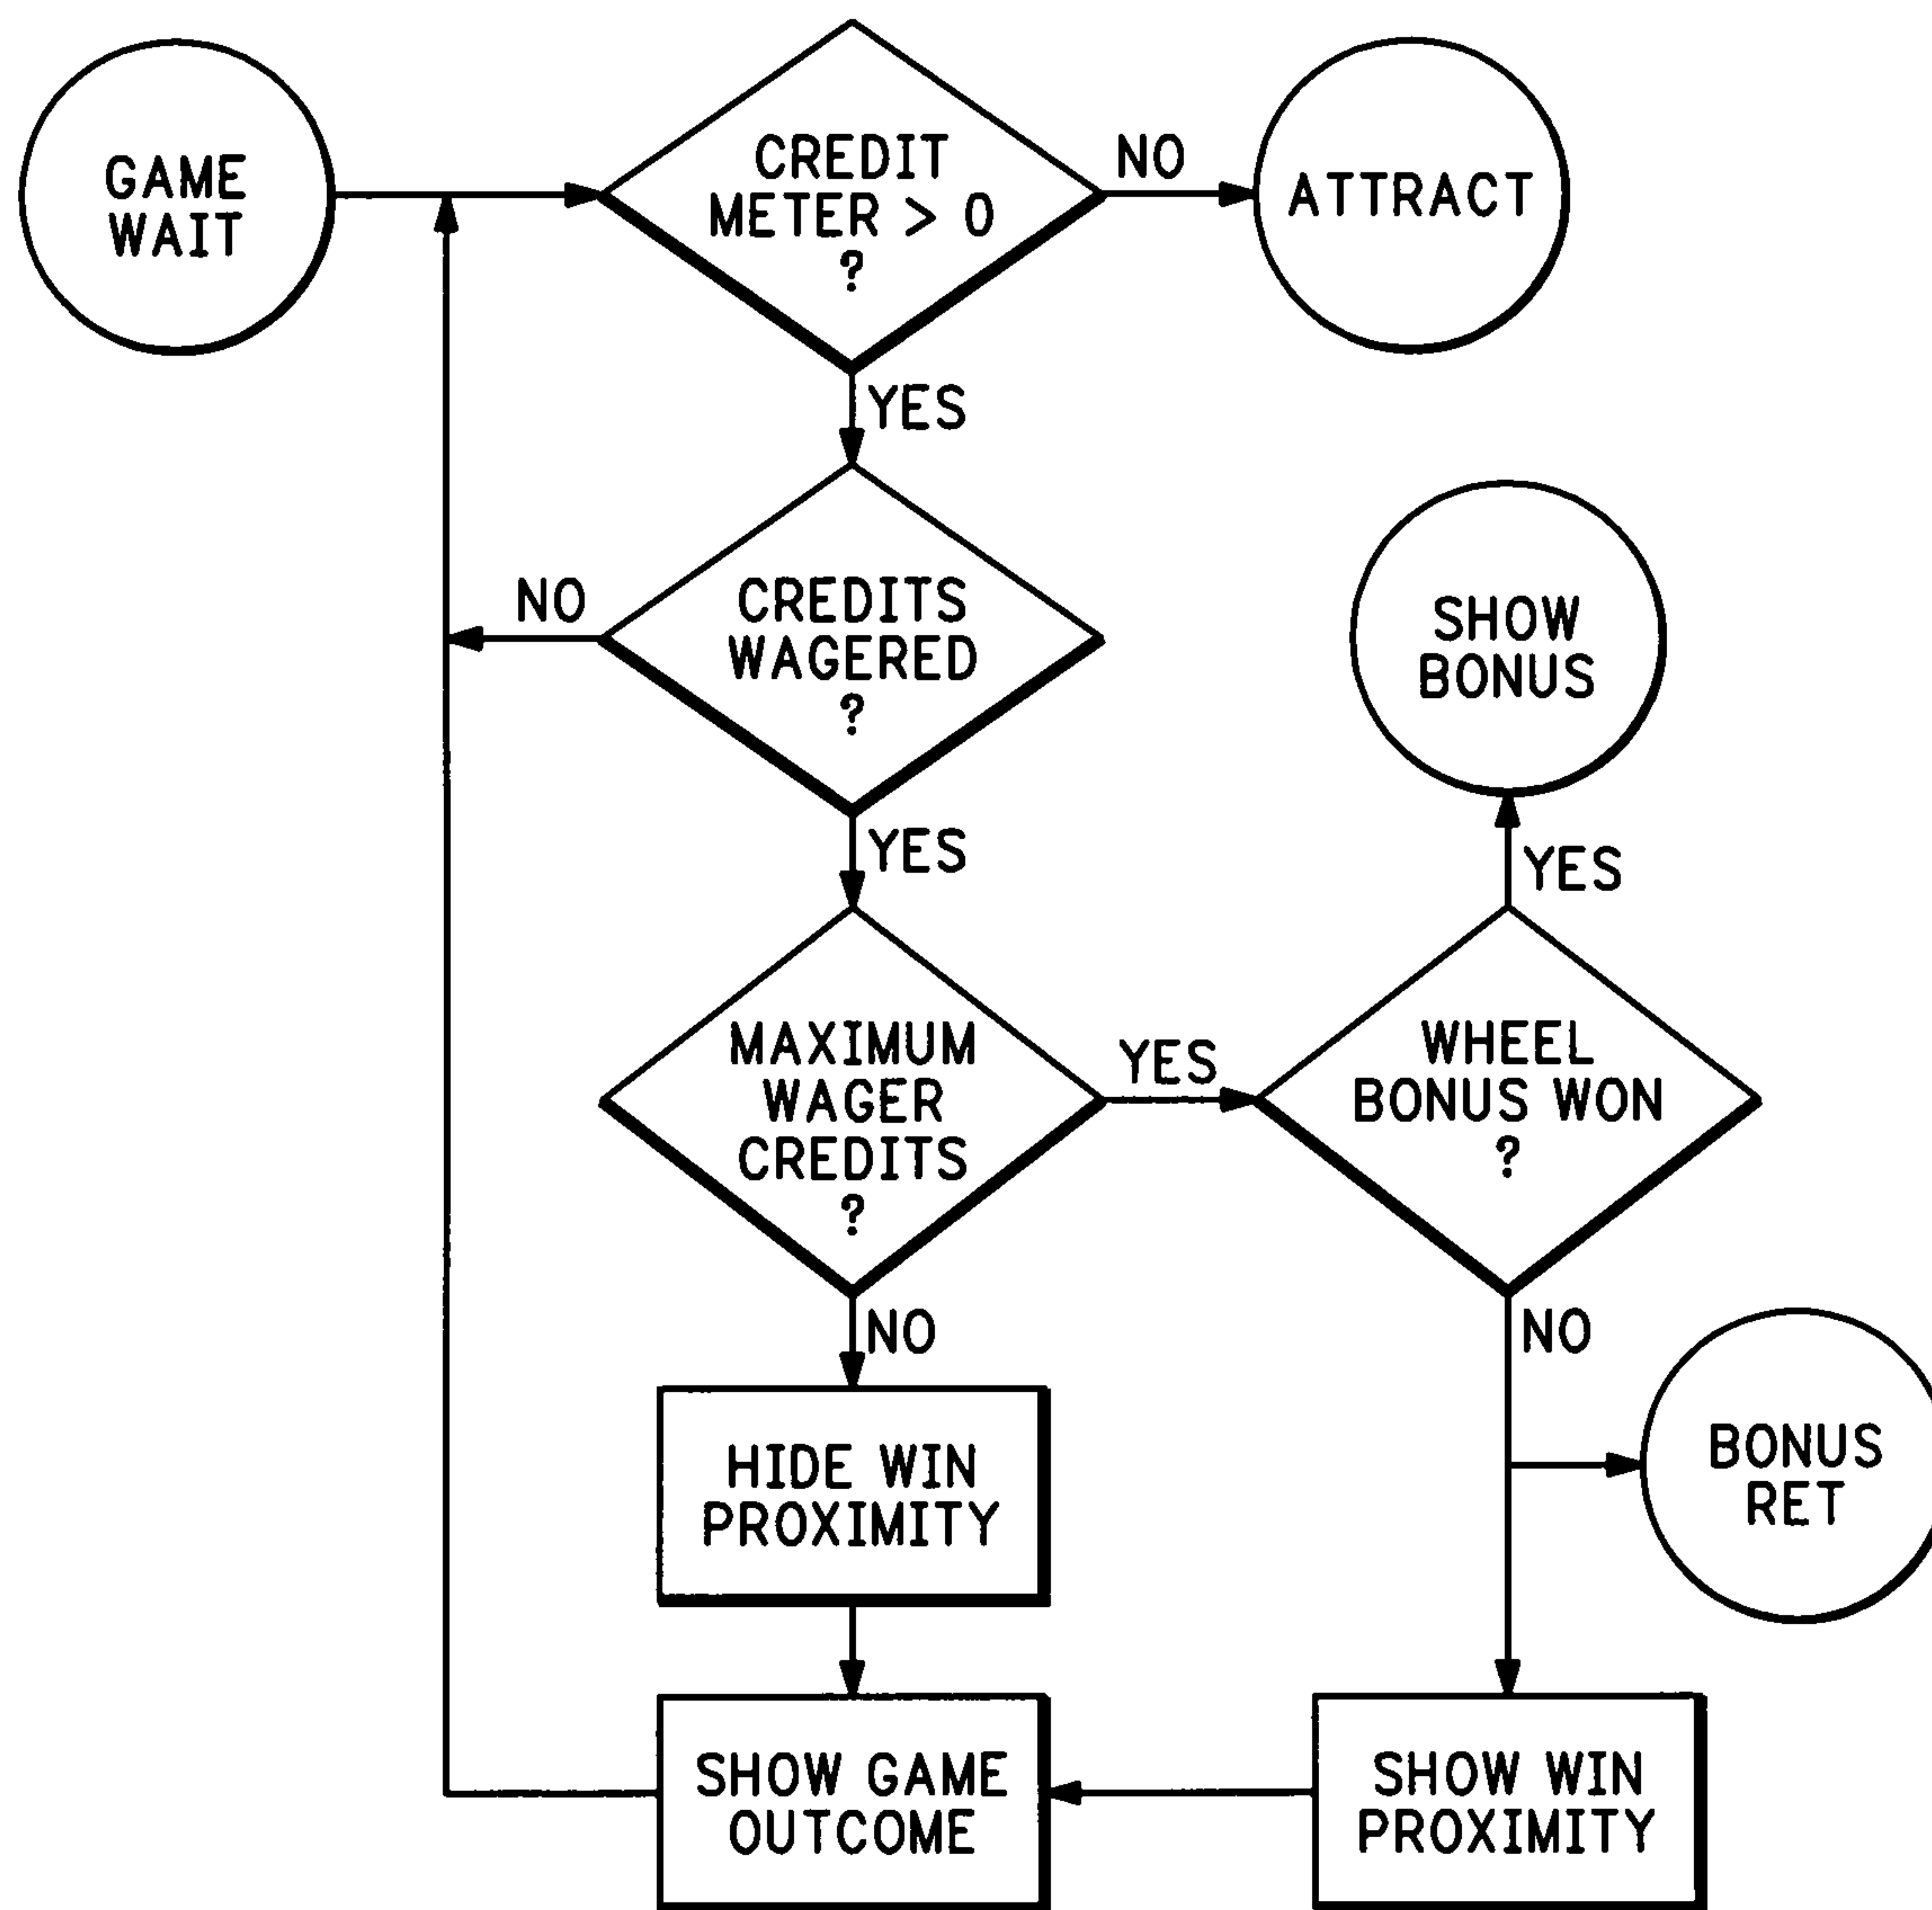 GAME
WAIT
CREDIT
METER > 0
?
NO
ATTRACT
YES
NO
CREDITS
WAGERED
?
SHOW
BONUS
YES
YES
MAXIMUM
WAGER
CREDITS
?
YES
WHEEL
BONUS WON
?
NO
NO
HIDE WIN
PROXIMITY
BONUS
RET
SHOW GAME
OUTCOME
SHOW WIN
PROXIMITY